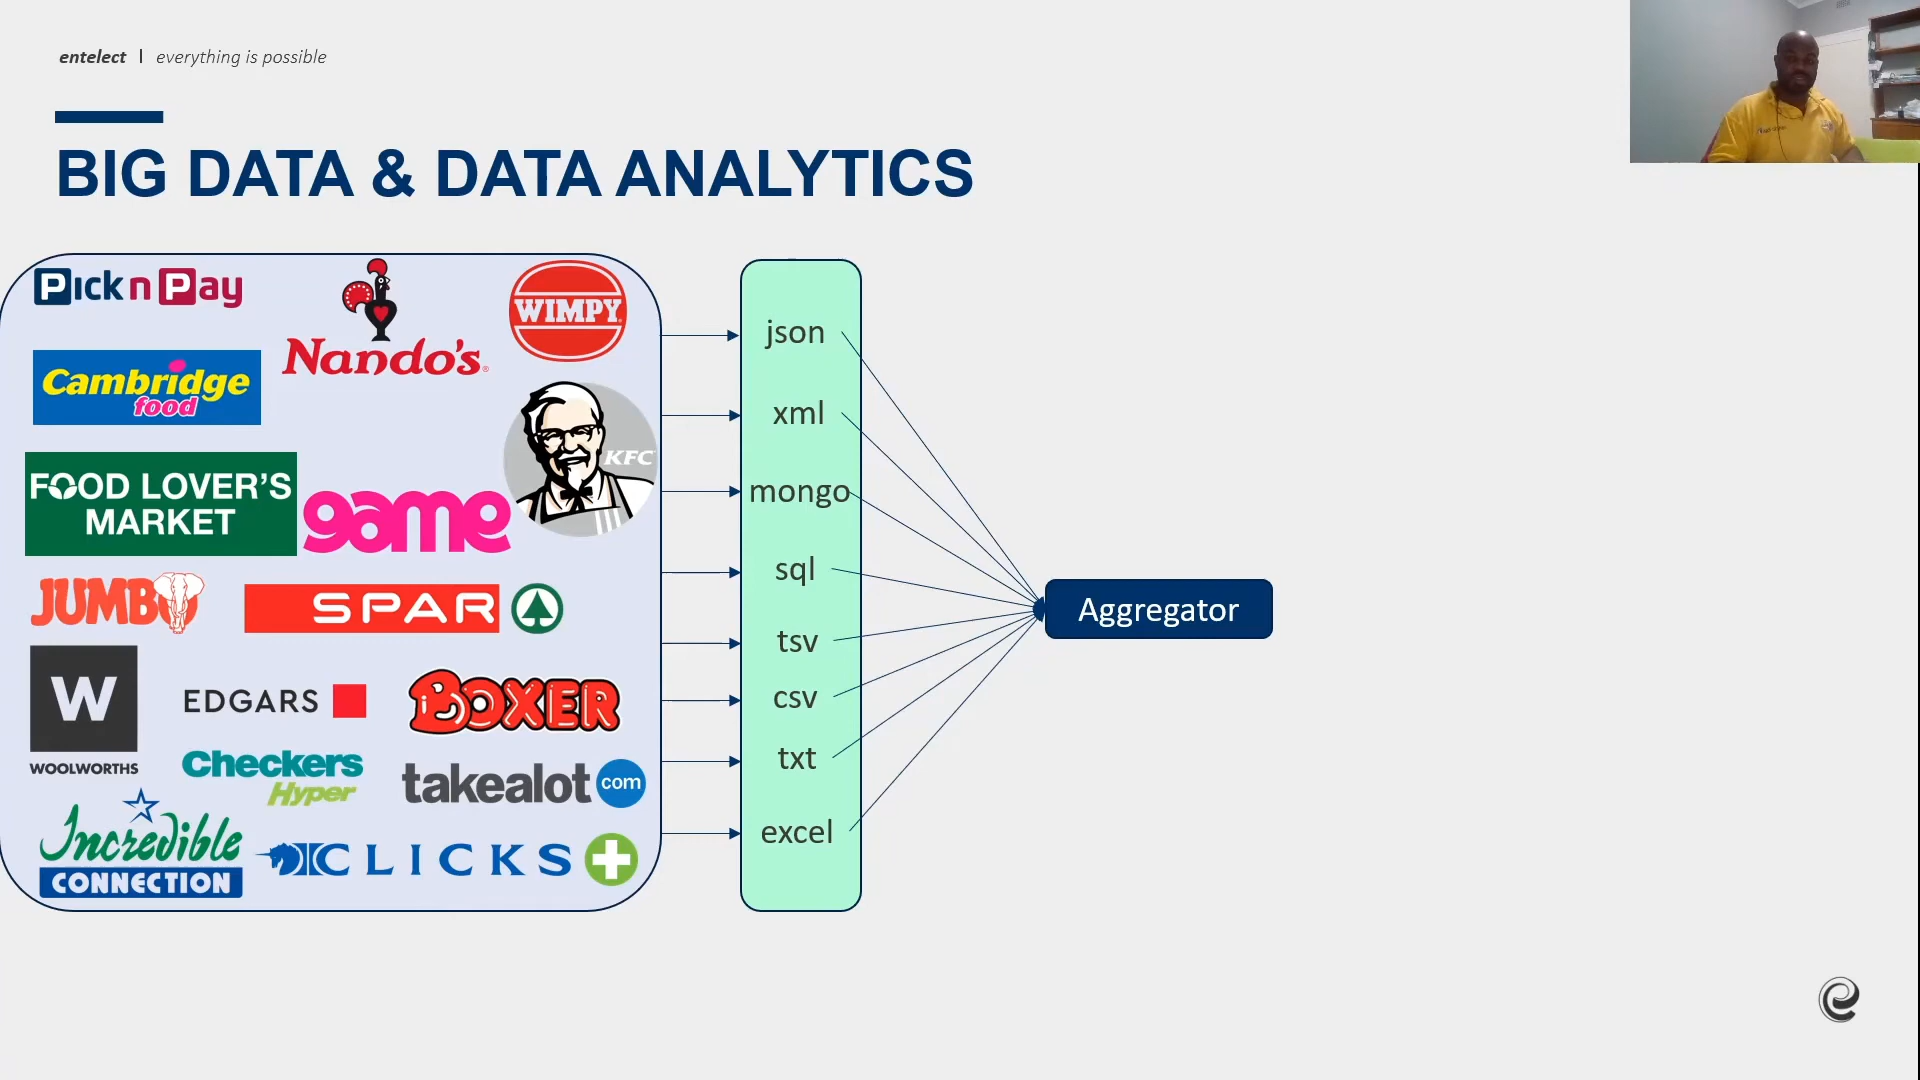 entelect | everything is possible
BIG DATA & DATA ANALYTICS
Pick n Pay
Nando's®
WIMPY®
Cambridge
food
KFC
FOOD LOVER'S
MARKET
game
JUMBO
SPAR
W
WOOLWORTHS
EDGARS
BOXER
Checkers
Hyper
takealot com
Incredible
CONNECTION
CLICKS
json
xml
mongo
sql
tsv
csv
txt
excel
Aggregator